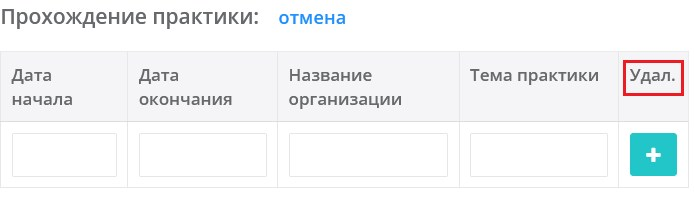 Прохождение практики: отмена
Дата начала
Дата окончания
Название организации
Тема практики
Удал.